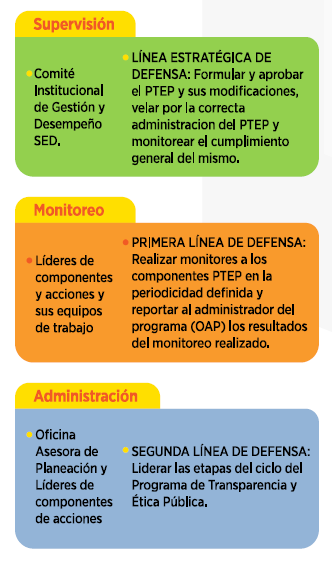 Supervisión
Comité
Institucional
de Gestión y
Desempeño
SED.
LÍNEA ESTRATÉGICA DE
DEFENSA: Formular y aprobar
el PTEP y sus modificaciones,
velar por la correcta
administracion del PTEP y
monitorear el cumplimiento
general del mismo.
Monitoreo
Líderes de
componentes
y acciones y
sus equipos
de trabajo
PRIMERA LÍNEA DE DEFENSA:
Realizar monitores a los
componentes PTEP en la
periodicidad definida y
reportar al administrador del
programa (OAP) los resultados
del monitoreo realizado.
Administración
Oficina
Asesora de
Planeación y
Líderes de
componentes
de acciones
SEGUNDA LÍNEA DE DEFENSA:
Liderar las etapas del ciclo del
Programa de Transparencia y
Ética Pública.